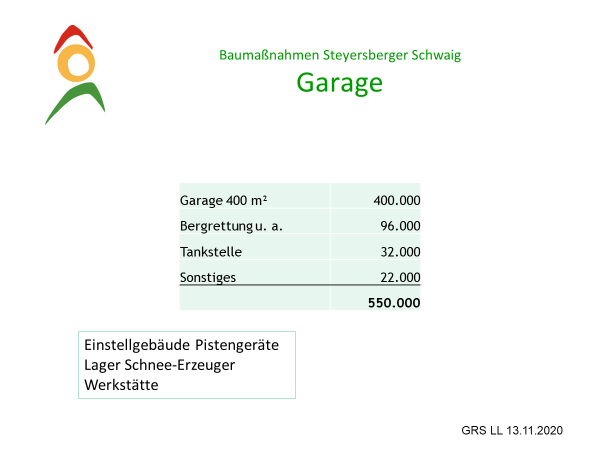 Baumaßnahmen Steyersberger Schwaig
Garage
Garage 400 m² 400.000
Bergrettung u. a. 96.000
Tankstelle 32.000
Sonstiges 22.000
550.000
Einstellgebäude Pistengeräte
Lager Schnee-Erzeuger
Werkstätte
GRS LL 13.11.2020